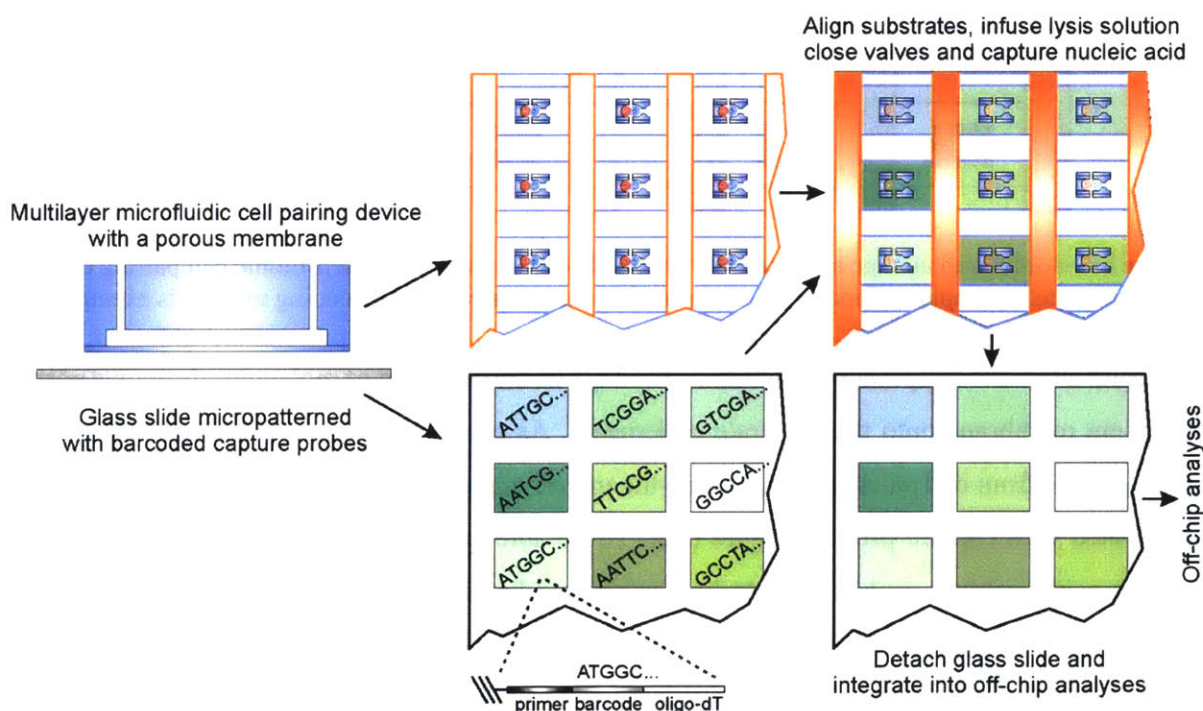 Align substrates, infuse lysis solution
close valves and capture nucleic acid
Multilayer microfluidic cell pairing device
with a porous membrane
Glass slide micropatterned
with barcoded capture probes
ATTGC...
TCGGA...
GTCGA...
AATCG...
TTCCG...
GGCCA...
ATGGC...
AATTC...
GCCTA...
ATGGC...
primer barcode oligo-dT
Detach glass slide and
integrate into off-chip analyses
Off-chip analyses